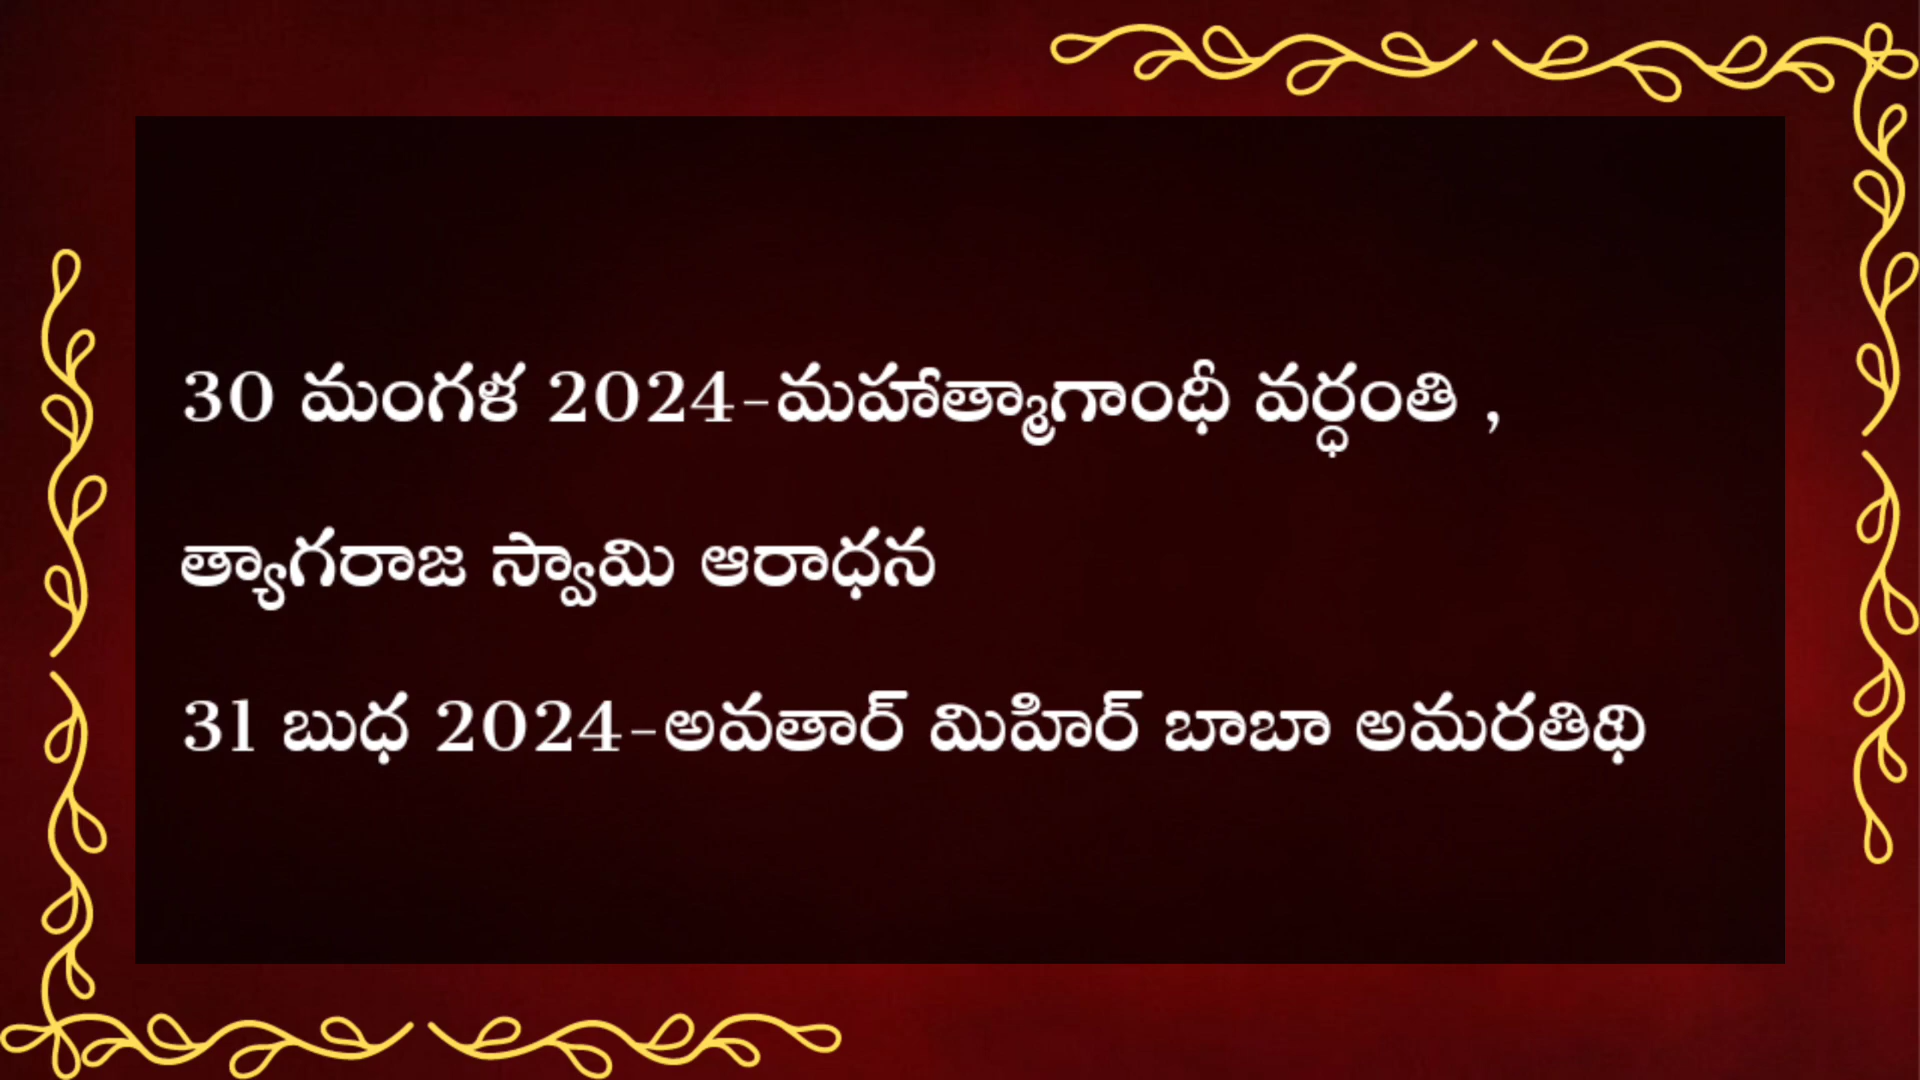 30 మంగళ 2024-మహాత్మాగాంధీ వర్ధంతి ,
త్యాగరాజ స్వామి ఆరాధన
31 బుధ 2024-అవతార్ మిహిర్ బాబా అమరతిథి